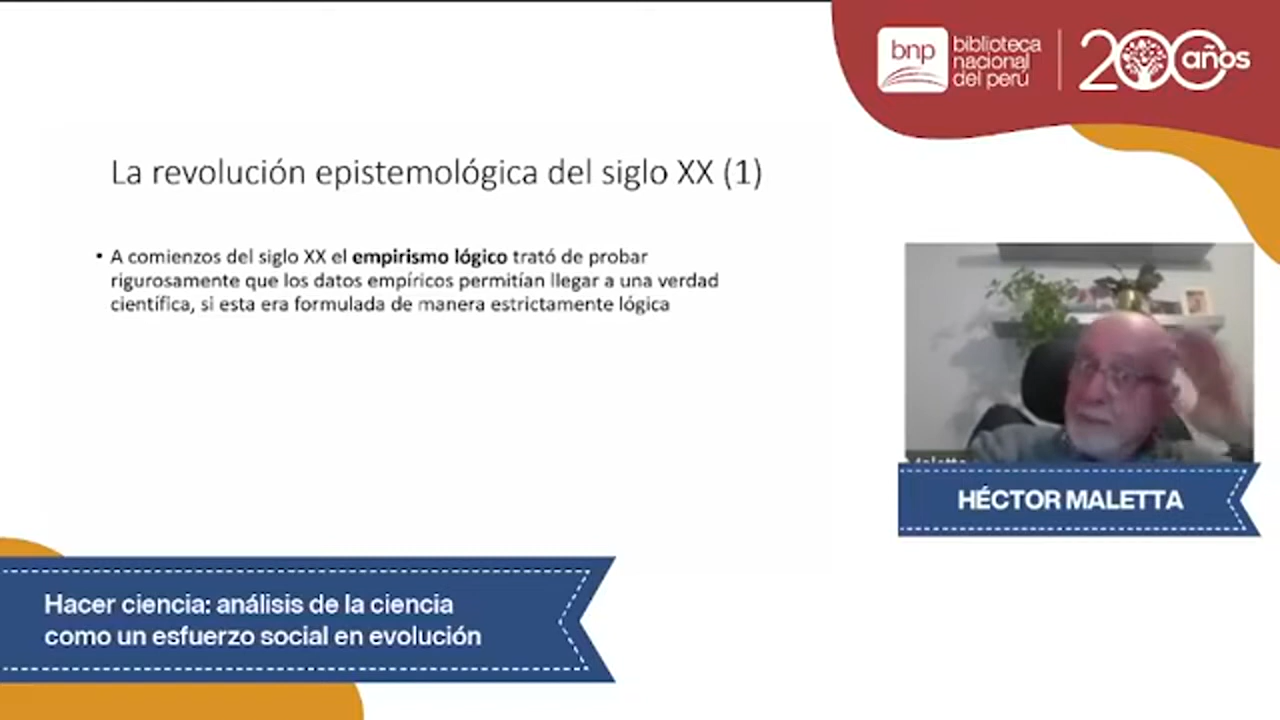 bnp
biblioteca
nacional
del perú
200 años
La revolución epistemológica del siglo XX (1)
• A comienzos del siglo XX el empirismo lógico trató de probar
rigurosamente que los datos empíricos permitían llegar a una verdad
científica, si esta era formulada de manera estrictamente lógica
HÉCTOR MALETTA
Hacer ciencia: análisis de la ciencia
como un esfuerzo social en evolución